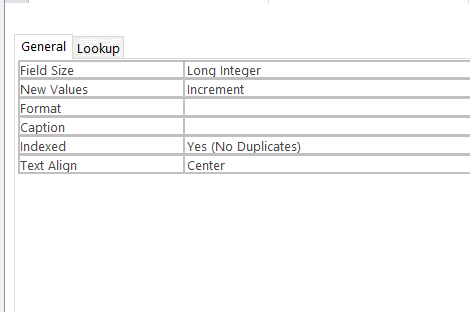 General Lookup
Field Size Long Integer
New Values Increment
Format
Caption
Indexed Yes (No Duplicates)
Text Align Center